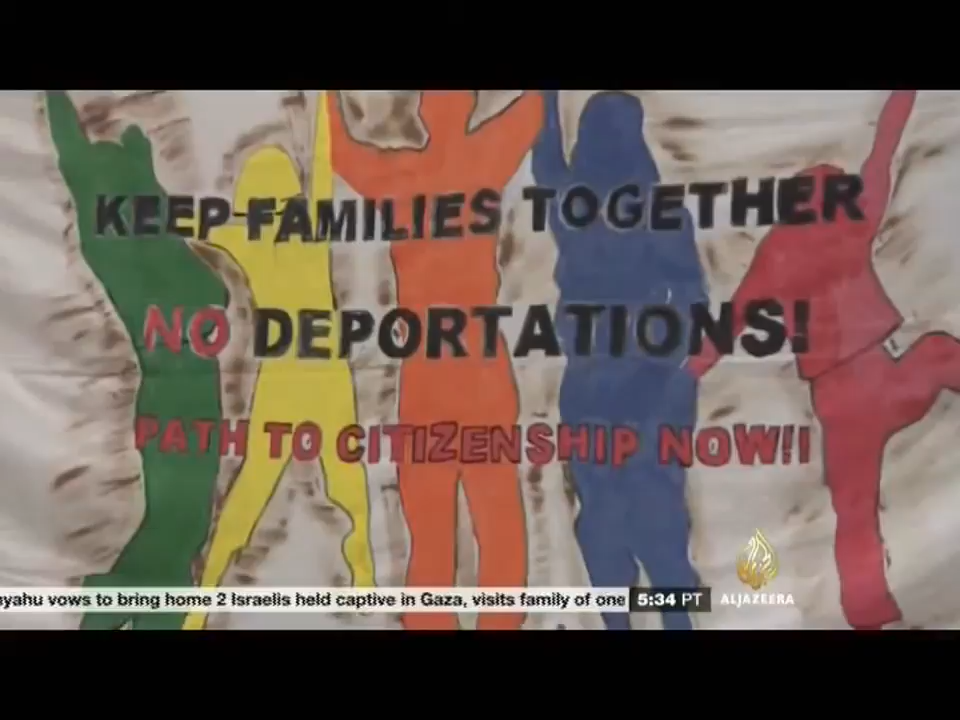 KEEP FAMILIES TOGETHER
NO DEPORTATIONS!
PATH TO CITIZENSHIP NOW!!
vows to bring home 2 Israelis held captive in Gaza, visits family of one
5:34 PT
ALJAZEERA